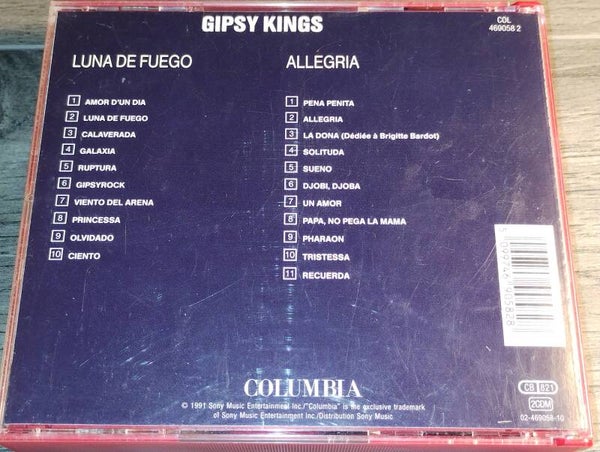 GIPSY KINGS
CDL
469058 2
LUNA DE FUEGO
1 AMOR D'UN DIA
2 LUNA DE FUEGO
3 CALAVERADA
4 GALAXIA
5 RUPTURA
6 GIPSYROCK
7 VIENTO DEL ARENA
8 PRINCESSA
9 OLVIDADO
10 CIENTO
ALLEGRIA
1 PENA PENITA
2 ALLEGRIA
3 LA DONA (Dédiée à Brigitte Bardot)
4 SOLITUDA
5 SUENO
6 DJOBI, DJOBA
7 UN AMOR
8 PAPA, NO PEGA LA MAMA
9 PHARAON
10 TRISTESSA
11 RECUERDA
COLUMBIA
© 1991 Sony Music Entertainment Inc./"Columbia" is the exclusive trademark
of Sony Music Entertainment Inc./Distribution Sony Music
CB 821
2CDM
02-469058-10